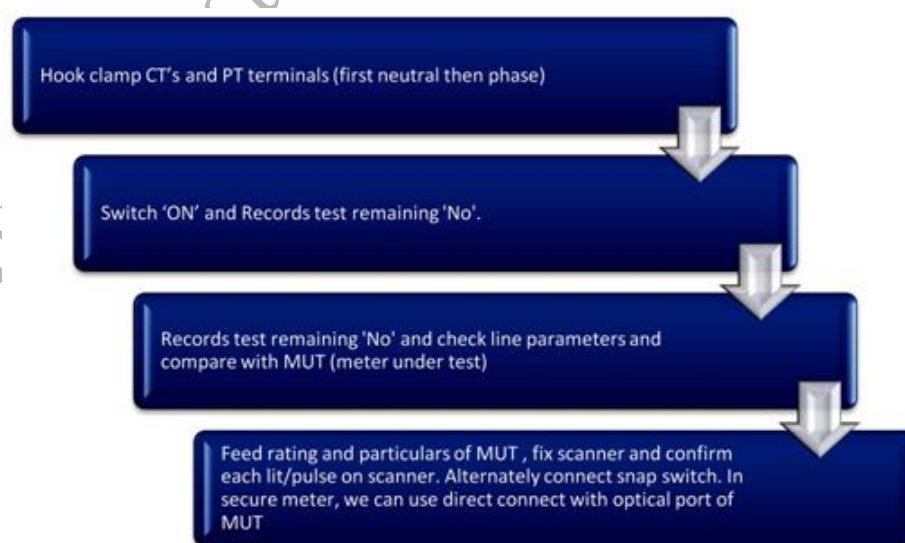 Hook clamp CT's and PT terminals (first neutral then phase)
Switch ‘ON’ and Records test remaining 'No'.
Records test remaining 'No' and check line parameters and
compare with MUT (meter under test)
Feed rating and particulars of MUT , fix scanner and confirm
each lit/pulse on scanner. Alternately connect snap switch. In
secure meter, we can use direct connect with optical port of
MUT